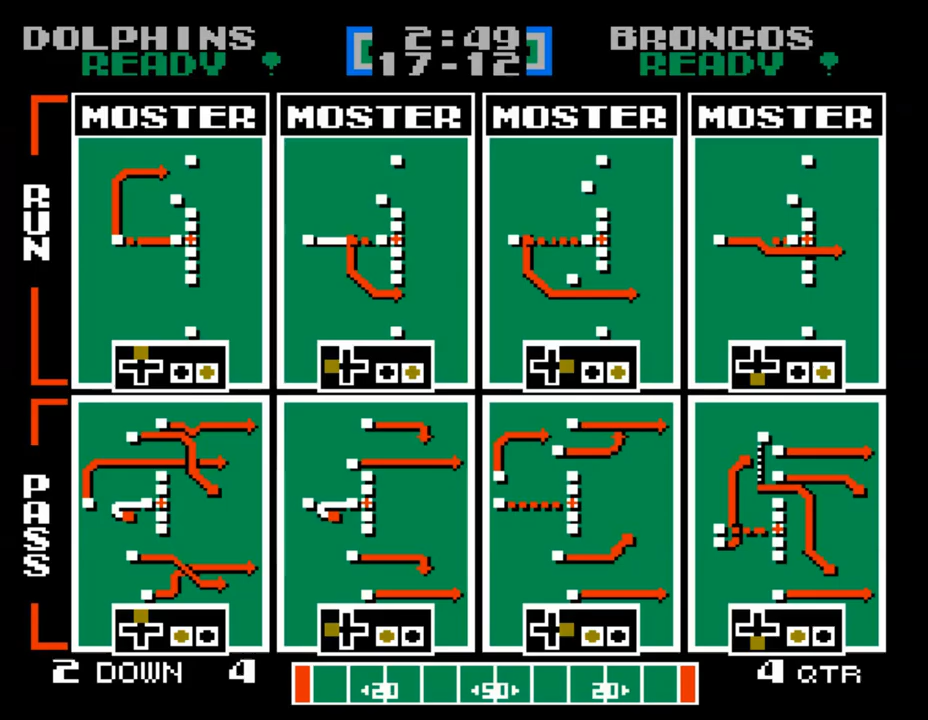 DOLPHINS 2:49 BRONCOS
READY 17-12 READY
MOSTER MOSTER MOSTER MOSTER
RUN
PASS
2 DOWN 4 4 QTR
◂20 ◂50▸ 20▸